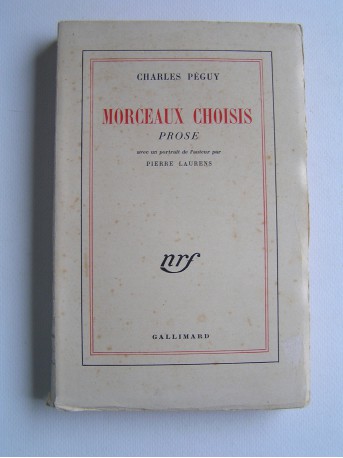 CHARLES PÉGUY
MORCEAUX CHOISIS
PROSE
avec un portrait de l'auteur par
PIERRE LAURENS
nrf
GALLIMARD